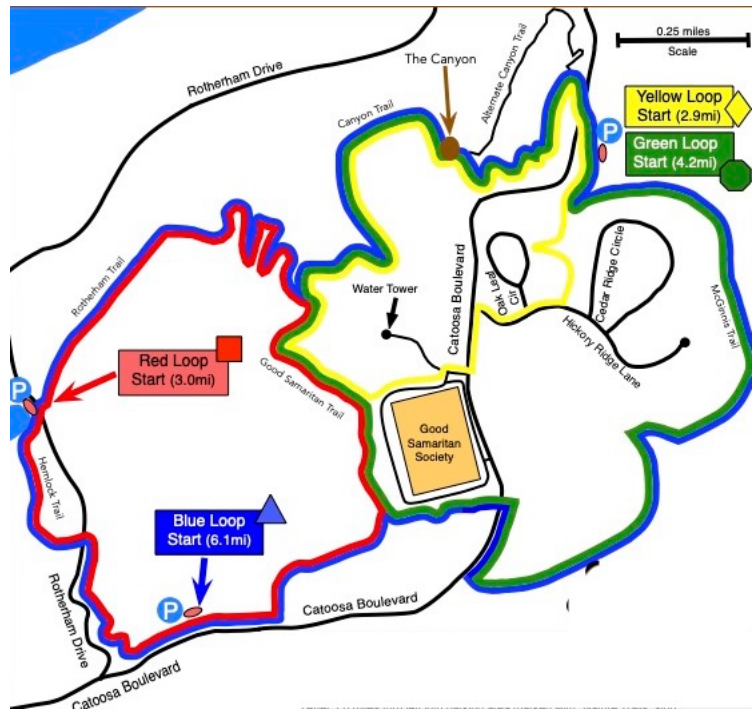 0.25 miles
Scale
Rotherham Drive
The Canyon
Alternate Canyon Trail
Canyon Trail
Yellow Loop
Start (2.9mi)
P
Green Loop
Start (4.2mi)
Rotherham Trail
Water Tower
Catoosa Boulevard
Oak Leaf
Cir
Cedar Ridge Circle
McGinnis Trail
Hickory Ridge Lane
Red Loop
Start (3.0mi)
P
Good Samaritan Trail
Good
Samaritan
Society
Hemlock Trail
Blue Loop
Start (6.1mi)
P
Catoosa Boulevard
Rotherham Drive
Catoosa Boulevard